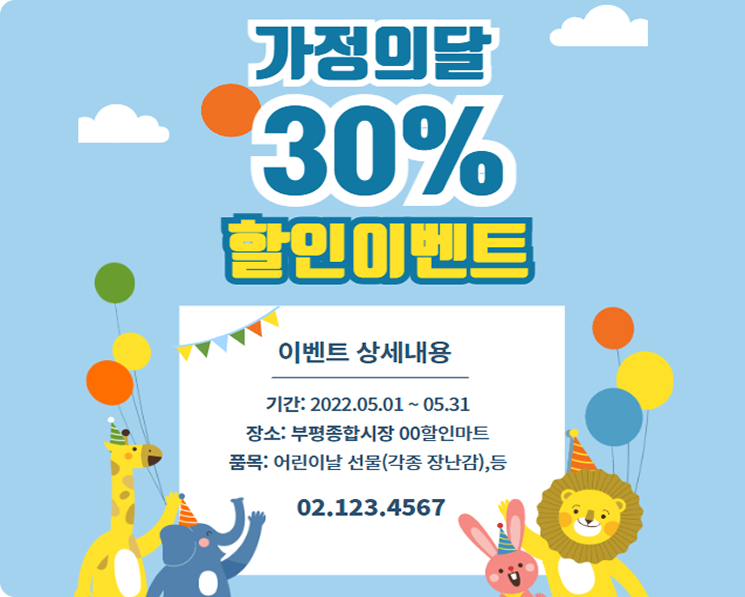 가정의달
30%
할인이벤트
이벤트 상세내용
기간: 2022.05.01 ~ 05.31
장소: 부평종합시장 00할인마트
품목: 어린이날 선물(각종 장난감),등
02.123.4567